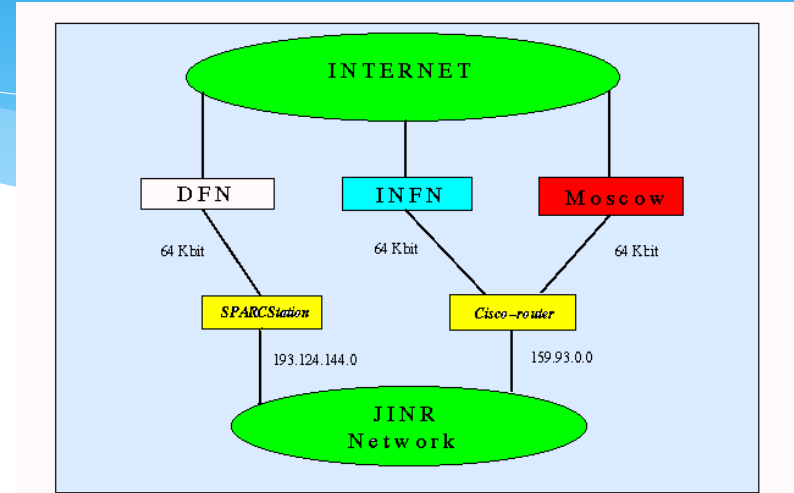 INTERNET
DFN
INFN
Moscow
64 Kbit
64 Kbit
64 Kbit
SPARCStation
Cisco-router
193.124.144.0
159.93.0.0
JINR
Network